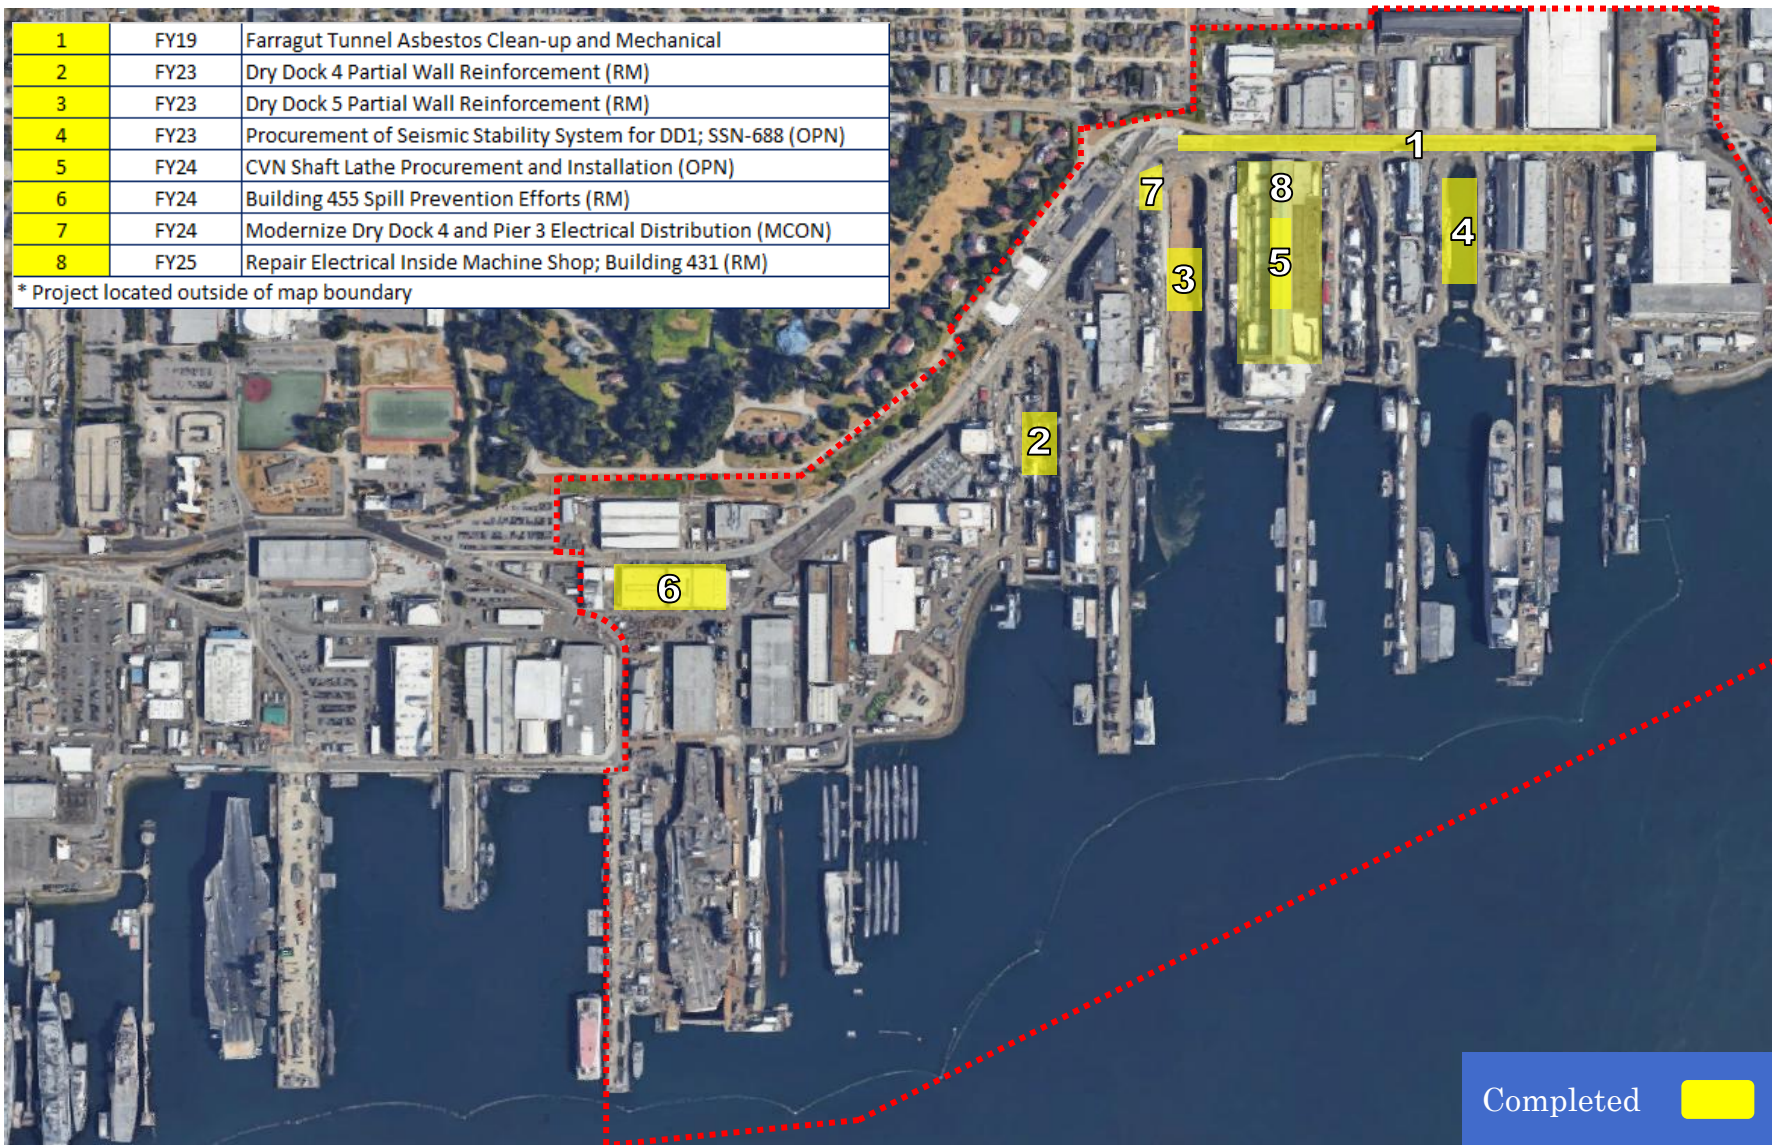 1 FY19 Farragut Tunnel Asbestos Clean-up and Mechanical
2 FY23 Dry Dock 4 Partial Wall Reinforcement (RM)
3 FY23 Dry Dock 5 Partial Wall Reinforcement (RM)
4 FY23 Procurement of Seismic Stability System for DD1; SSN-688 (OPN)
5 FY24 CVN Shaft Lathe Procurement and Installation (OPN)
6 FY24 Building 455 Spill Prevention Efforts (RM)
7 FY24 Modernize Dry Dock 4 and Pier 3 Electrical Distribution (MCON)
8 FY25 Repair Electrical Inside Machine Shop; Building 431 (RM)
* Project located outside of map boundary
1
7
8
4
5
3
2
6
Completed